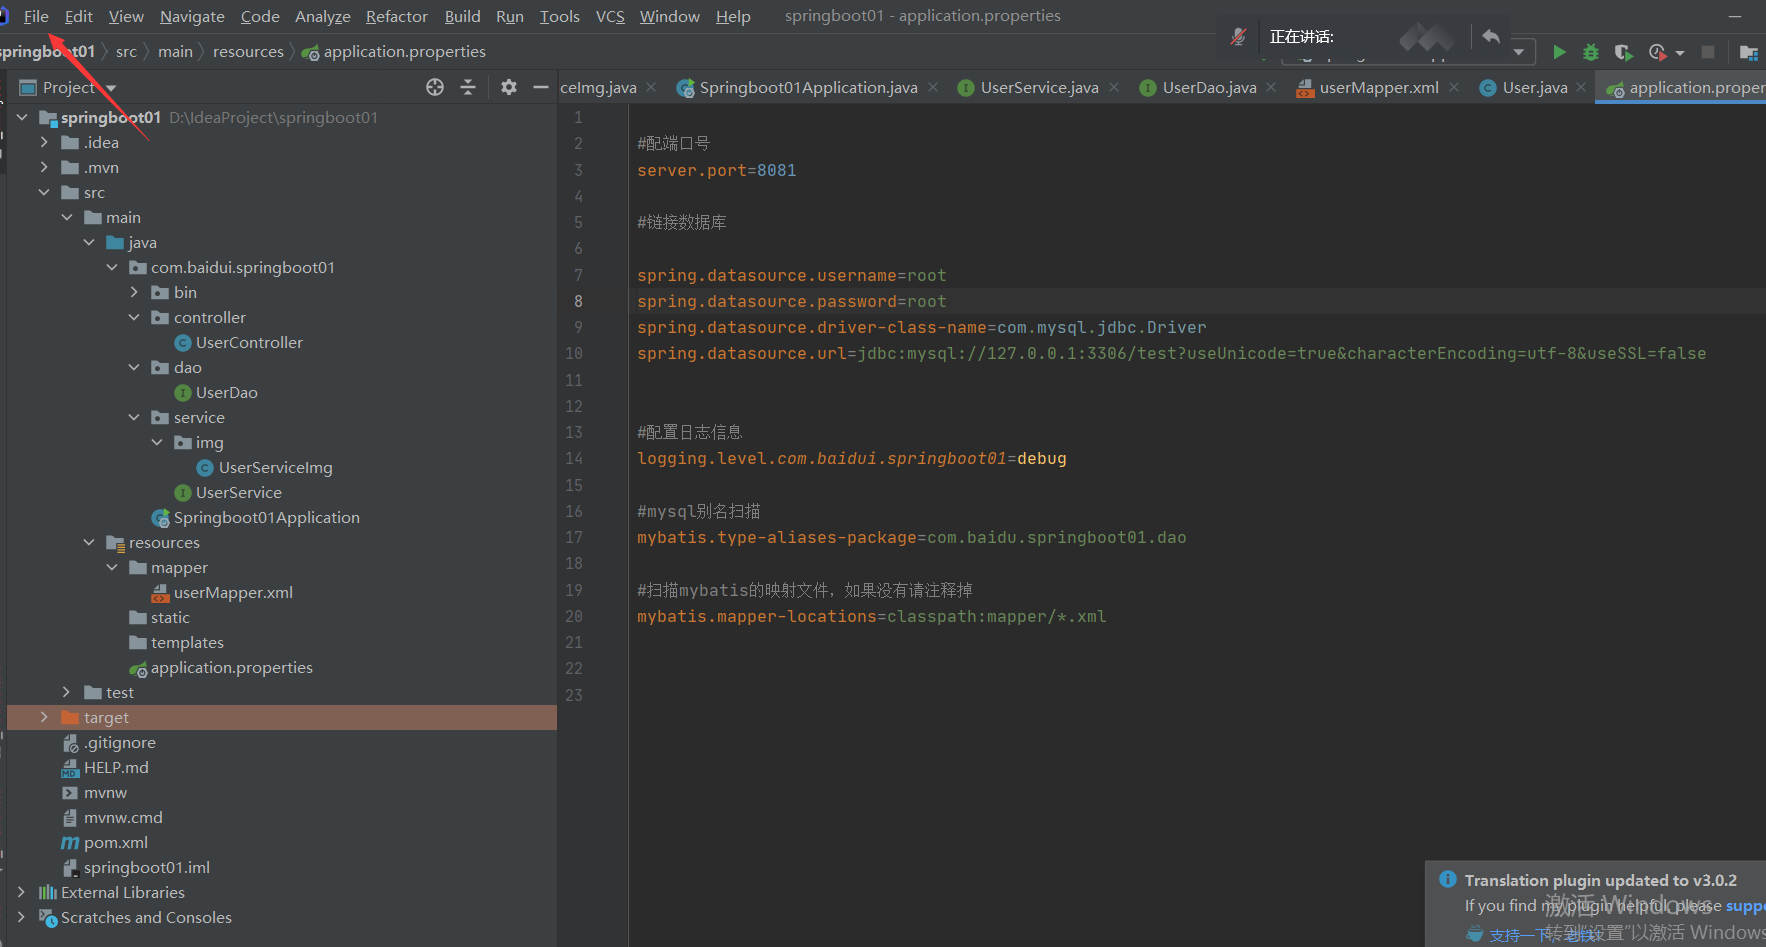 File Edit View Navigate Code Analyze Refactor Build Run Tools VCS Window Help springboot01 - application.properties
正在讲话:
springboot01 src main resources application.properties
Project
ceImg.java Springboot01Application.java UserService.java UserDao.java userMapper.xml User.java application.proper
springboot01 D:\IdeaProject\springboot01
.idea
.mvn
src
main
java
com.baidui.springboot01
bin
controller
UserController
dao
UserDao
service
img
UserServiceImg
UserService
Springboot01Application
resources
mapper
userMapper.xml
static
templates
application.properties
test
target
.gitignore
HELP.md
mvnw
mvnw.cmd
pom.xml
springboot01.iml
External Libraries
Scratches and Consoles
1
2 #配端口号
3 server.port=8081
4
5 #链接数据库
6
7 spring.datasource.username=root
8 spring.datasource.password=root
9 spring.datasource.driver-class-name=com.mysql.jdbc.Driver
10 spring.datasource.url=jdbc:mysql://127.0.0.1:3306/test?useUnicode=true&characterEncoding=utf-8&useSSL=false
11
12
13 #配置日志信息
14 logging.level.com.baidui.springboot01=debug
15
16 #mysql别名扫描
17 mybatis.type-aliases-package=com.baidu.springboot01.dao
18
19 #扫描mybatis的映射文件，如果没有请注释掉
20 mybatis.mapper-locations=classpath:mapper/*.xml
21
22
23
Translation plugin updated to v3.0.2
If you find my plugin helpful, please supp
激活 Windows
支持一下
转到"设置"以激活 Windows